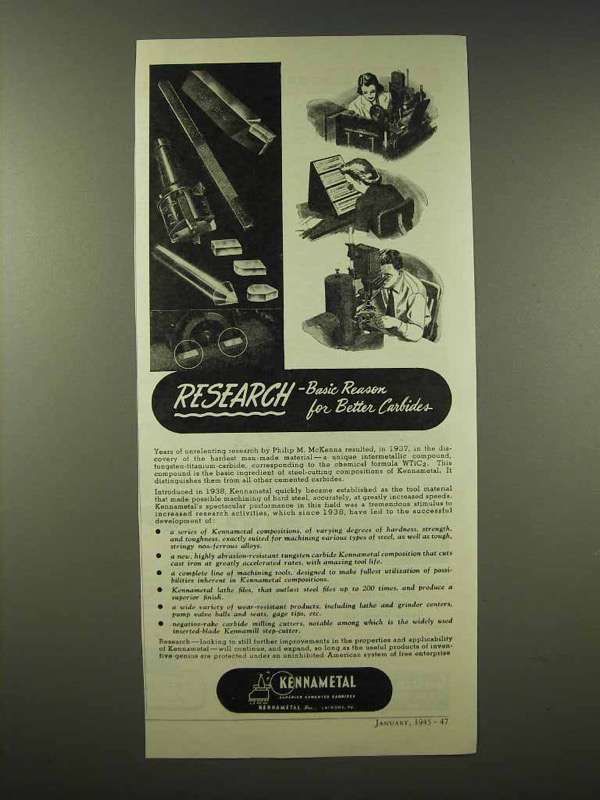 RESEARCH
-Basic Reason
for Better Carbides
Years of unrelenting research by Philip M. McKenna resulted, in 1937, in the dis-
covery of the hardest man-made material—a unique intermetallic compound,
tungsten-titanium-carbide, corresponding to the chemical formula WTiC2. This
compound is the basic ingredient of steel-cutting compositions of Kennametal. It
distinguishes them from all other cemented carbides.
Introduced in 1938, Kennametal quickly became established as the tool material
that made possible machining of hard steel, accurately, at greatly increased speeds.
Kennametal's spectacular performance in this field was a tremendous stimulus to
increased research activities, which since 1938, have led to the successful
development of:
• a series of Kennametal compositions, of varying degrees of hardness, strength,
and toughness, exactly suited for machining various types of steel, as well as tough,
stringy non-ferrous alloys.
• a new, highly abrasion-resistant tungsten carbide Kennametal composition that cuts
cast iron at greatly accelerated rates, with amazing tool life.
• a complete line of machining tools, designed to make fullest utilization of possi-
bilities inherent in Kennametal compositions.
• Kennametal lathe files, that outlast steel files up to 200 times, and produce a
superior finish.
• a wide variety of wear-resistant products, including lathe and grinder centers,
pump valve balls and seats, gage tips, etc.
• negative-rake carbide milling cutters, notable among which is the widely used
inserted-blade Kennamill step-cutter.
Research—looking to still further improvements in the properties and applicability
of Kennametal—will continue, and expand, so long as the useful products of inven-
tive genius are protected under an uninhibited American system of free enterprise
KENNAMETAL
SUPERIOR CEMENTED CARBIDES
KENNAMETAL Inc., LATROBE, PA.
JANUARY, 1945 - 47